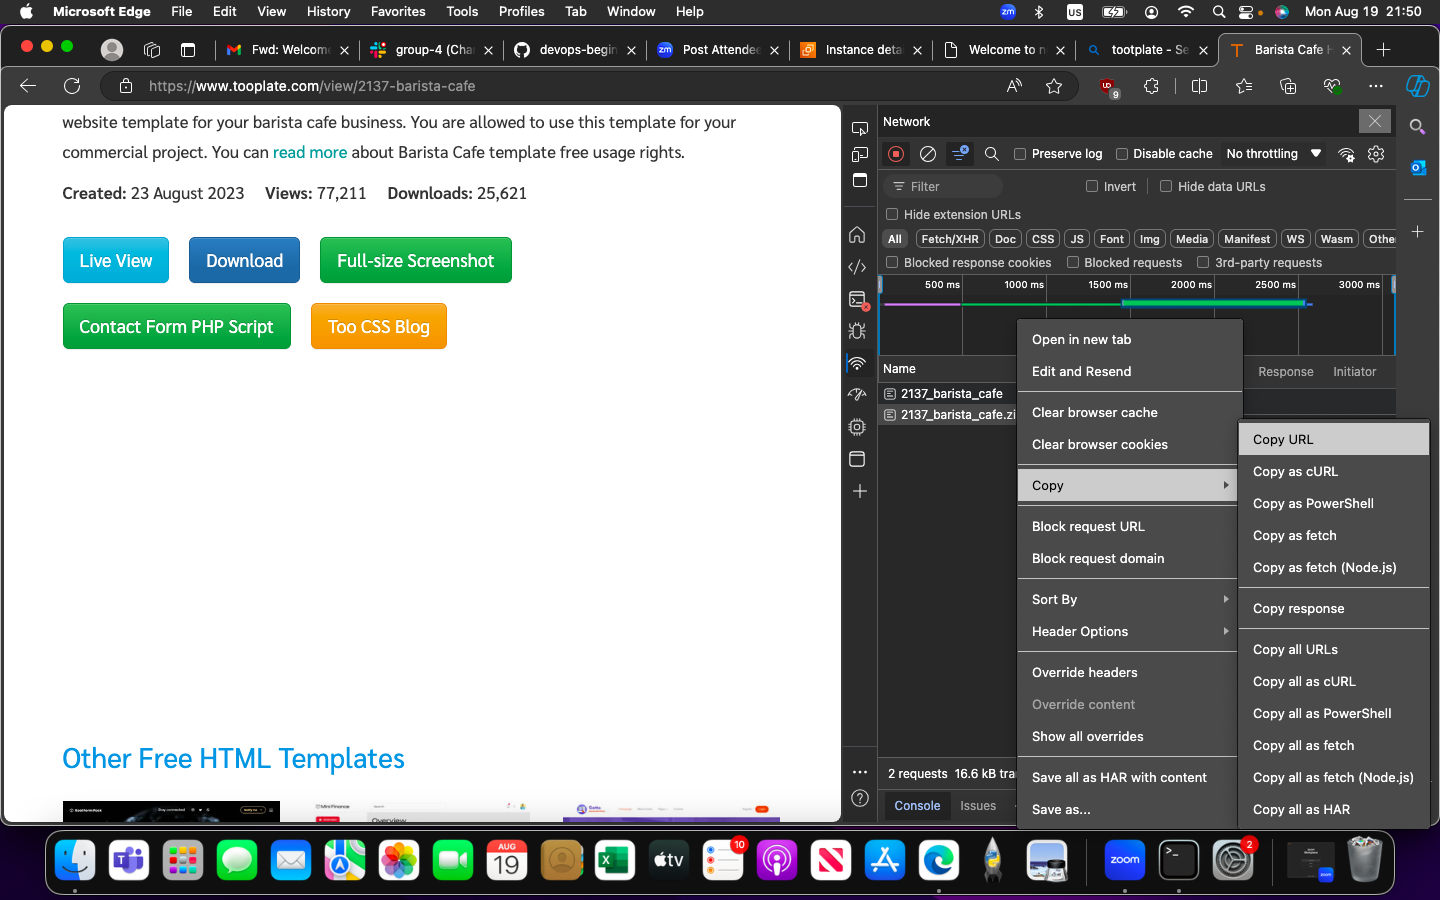 Microsoft Edge File Edit View History Favorites Tools Profiles Tab Window Help zm US Mon Aug 19 21:50
Fwd: Welcome group-4 (Cha devops-begin zm Post Attendee Instance deta Welcome to n tootplate - Se Barista Cafe H
https://www.tooplate.com/view/2137-barista-cafe 9
website template for your barista cafe business. You are allowed to use this template for your
commercial project. You can read more about Barista Cafe template free usage rights.
Created: 23 August 2023 Views: 77,211 Downloads: 25,621
Live View Download Full-size Screenshot
Contact Form PHP Script Too CSS Blog
Other Free HTML Templates
Overview
Network
Preserve log Disable cache No throttling
Filter Invert Hide data URLs
Hide extension URLs
All Fetch/XHR Doc CSS JS Font Img Media Manifest WS Wasm Othe
Blocked response cookies Blocked requests 3rd-party requests
500 ms 1000 ms 1500 ms 2000 ms 2500 ms 3000 ms
Name Response Initiator
2137_barista_cafe
2137_barista_cafe.zi
2 requests 16.6 kB tra
Console Issues
Open in new tab
Edit and Resend
Clear browser cache
Clear browser cookies
Copy
Block request URL
Block request domain
Sort By
Header Options
Override headers
Override content
Show all overrides
Save all as HAR with content
Save as...
Copy URL
Copy as cURL
Copy as PowerShell
Copy as fetch
Copy as fetch (Node.js)
Copy response
Copy all URLs
Copy all as cURL
Copy all as PowerShell
Copy all as fetch
Copy all as fetch (Node.js)
Copy all as HAR
AUG 19 tv 10 zoom 2 zoom